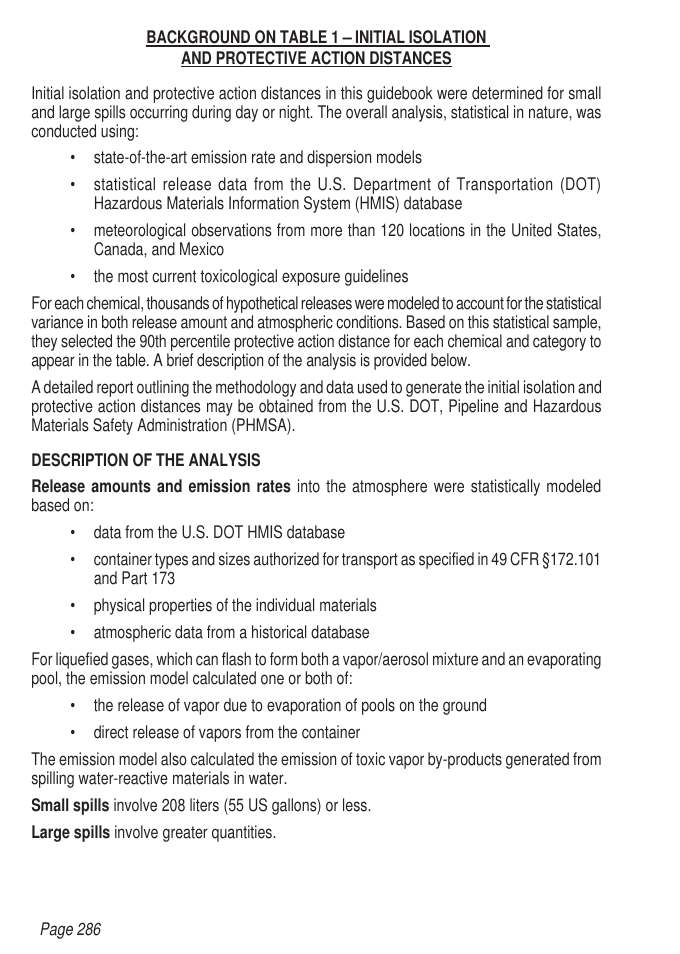 BACKGROUND ON TABLE 1 – INITIAL ISOLATION
AND PROTECTIVE ACTION DISTANCES
Initial isolation and protective action distances in this guidebook were determined for small
and large spills occurring during day or night. The overall analysis, statistical in nature, was
conducted using:
• state-of-the-art emission rate and dispersion models
• statistical release data from the U.S. Department of Transportation (DOT)
Hazardous Materials Information System (HMIS) database
• meteorological observations from more than 120 locations in the United States,
Canada, and Mexico
• the most current toxicological exposure guidelines
For each chemical, thousands of hypothetical releases were modeled to account for the statistical
variance in both release amount and atmospheric conditions. Based on this statistical sample,
they selected the 90th percentile protective action distance for each chemical and category to
appear in the table. A brief description of the analysis is provided below.
A detailed report outlining the methodology and data used to generate the initial isolation and
protective action distances may be obtained from the U.S. DOT, Pipeline and Hazardous
Materials Safety Administration (PHMSA).
DESCRIPTION OF THE ANALYSIS
Release amounts and emission rates into the atmosphere were statistically modeled
based on:
• data from the U.S. DOT HMIS database
• container types and sizes authorized for transport as specified in 49 CFR §172.101
and Part 173
• physical properties of the individual materials
• atmospheric data from a historical database
For liquefied gases, which can flash to form both a vapor/aerosol mixture and an evaporating
pool, the emission model calculated one or both of:
• the release of vapor due to evaporation of pools on the ground
• direct release of vapors from the container
The emission model also calculated the emission of toxic vapor by-products generated from
spilling water-reactive materials in water.
Small spills involve 208 liters (55 US gallons) or less.
Large spills involve greater quantities.
Page 286